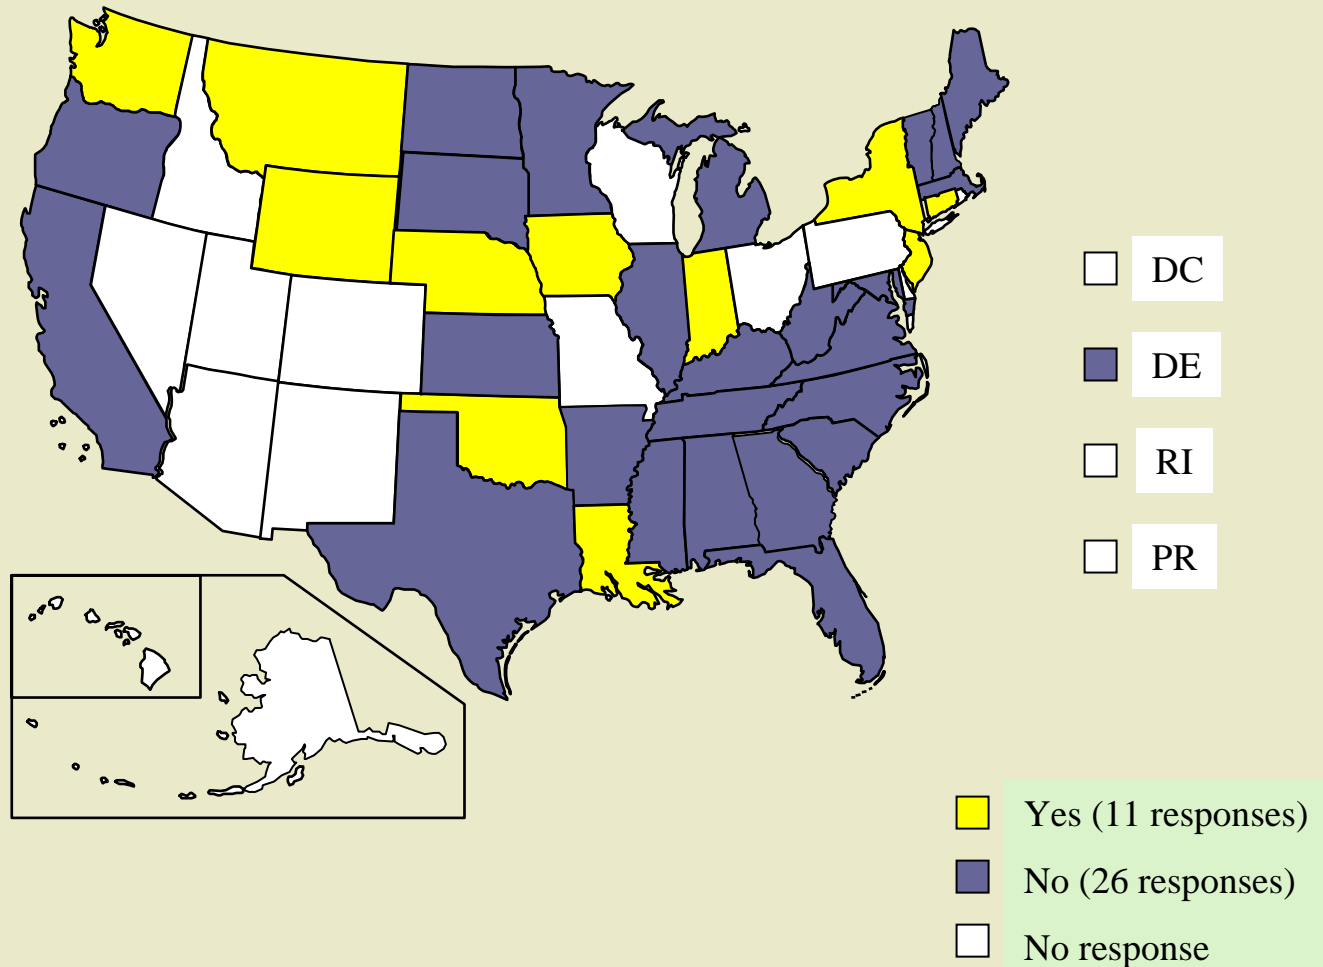 DC
DE
RI
PR
Yes (11 responses)
No (26 responses)
No response